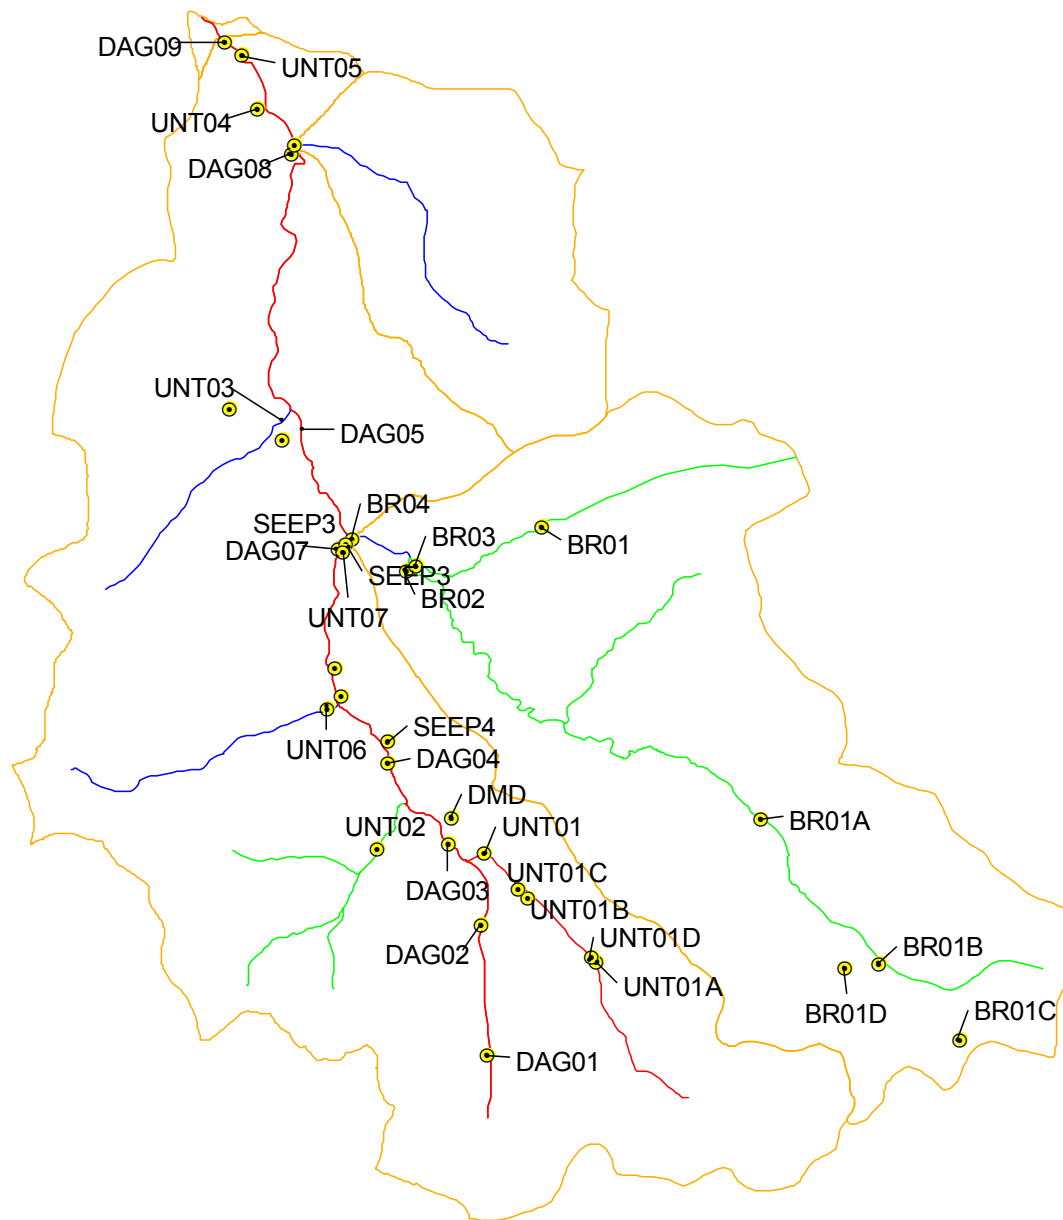 DAG09
UNT05
UNT04
DAG08
UNT03
DAG05
BR04
SEEP3
BR03
BR01
DAG07
SEEP3
BR02
UNT07
SEEP4
UNT06
DAG04
DMD
UNT02
UNT01
BR01A
DAG03
UNT01C
UNT01B
UNT01D
DAG02
BR01B
UNT01A
BR01D
BR01C
DAG01